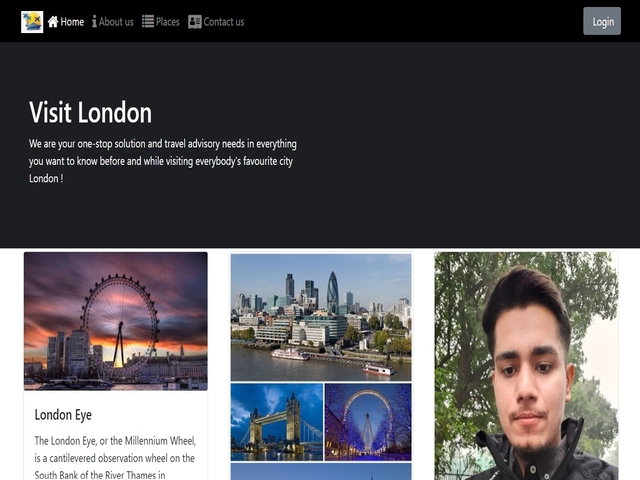 Home About us Places Contact us Login
Visit London
We are your one-stop solution and travel advisory needs in everything
you want to know before and while visiting everybody's favourite city
London !
London Eye
The London Eye, or the Millennium Wheel,
is a cantilevered observation wheel on the
South Bank of the River Thames in